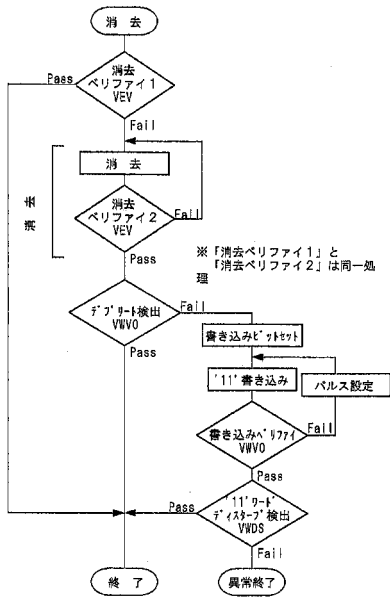 消去
消去
ベリファイ1
VEV
Pass
Fail
消去
消去
消去
ベリファイ2
VEV
Fail
Pass
※「消去ベリファイ1」と
「消去ベリファイ2」は同一処
理
デプリート検出
VWV0
Fail
Pass
書き込みビットセット
'11'書き込み
パルス設定
書き込みベリファイ
VWV0
Fail
Pass
'11'ワード
ディスターブ検出
VWDS
Pass
Fail
終了
異常終了